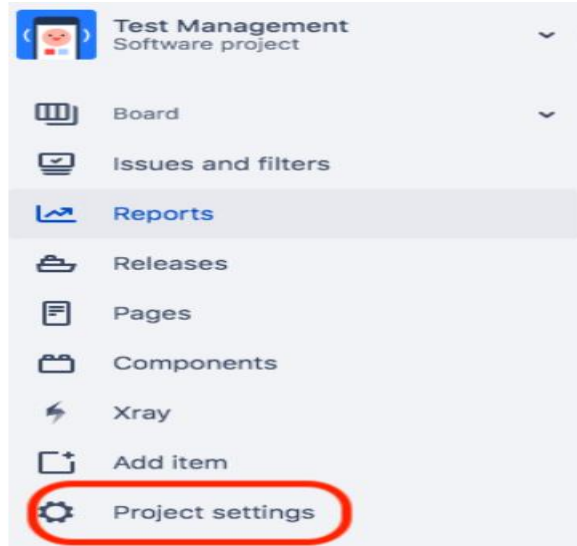 Test Management
Software project
Board
Issues and filters
Reports
Releases
Pages
Components
Xray
Add item
Project settings